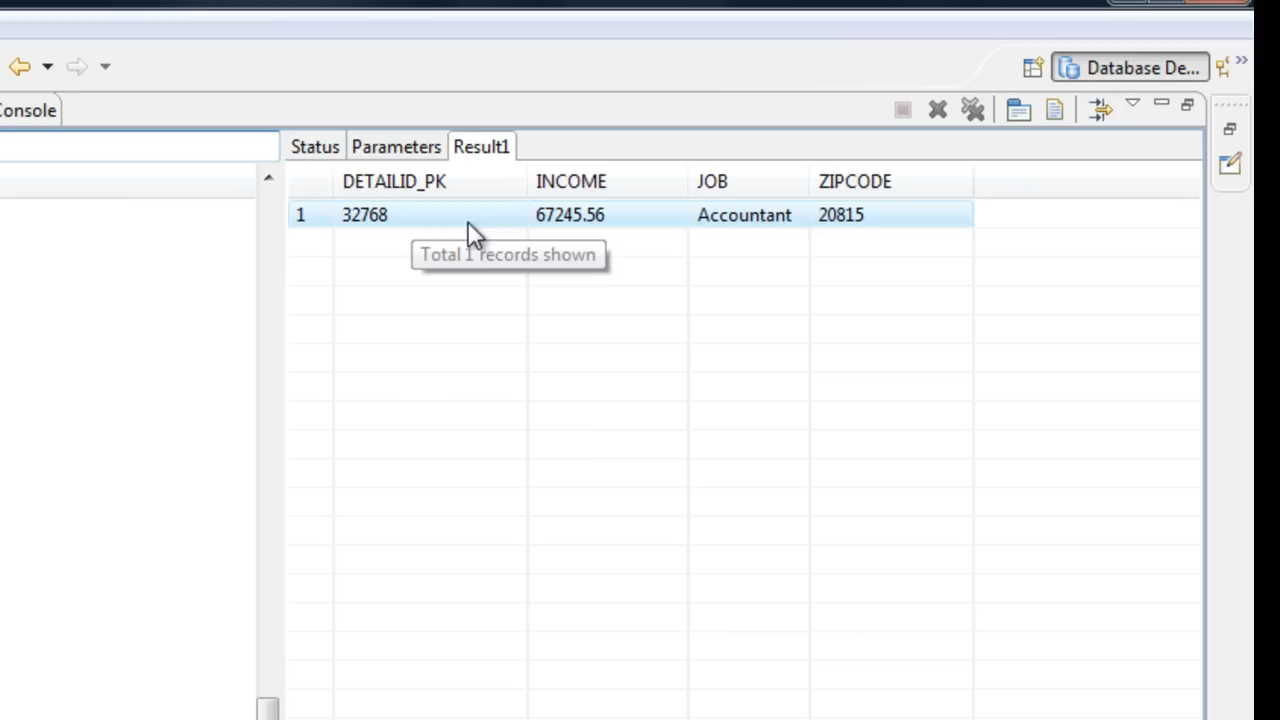 Database De...
Console
Status Parameters Result1
DETAILID_PK INCOME JOB ZIPCODE
1 32768 67245.56 Accountant 20815
Total 1 records shown